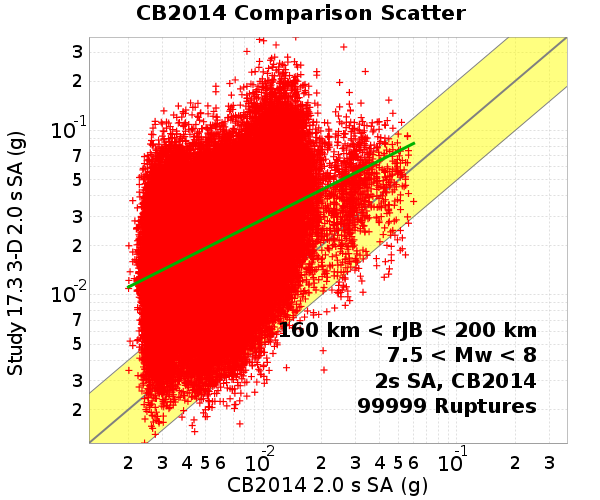 CB2014 Comparison Scatter
Study 17.3 3-D 2.0 s SA (g)
3
2
10-1
7
5
3
2
10-2
7
5
3
2
160 km < rJB < 200 km
7.5 < Mw < 8
2s SA, CB2014
99999 Ruptures
2 3 4 5 6 10-2 2 3 4 5 6 10-1 2 3
CB2014 2.0 s SA (g)